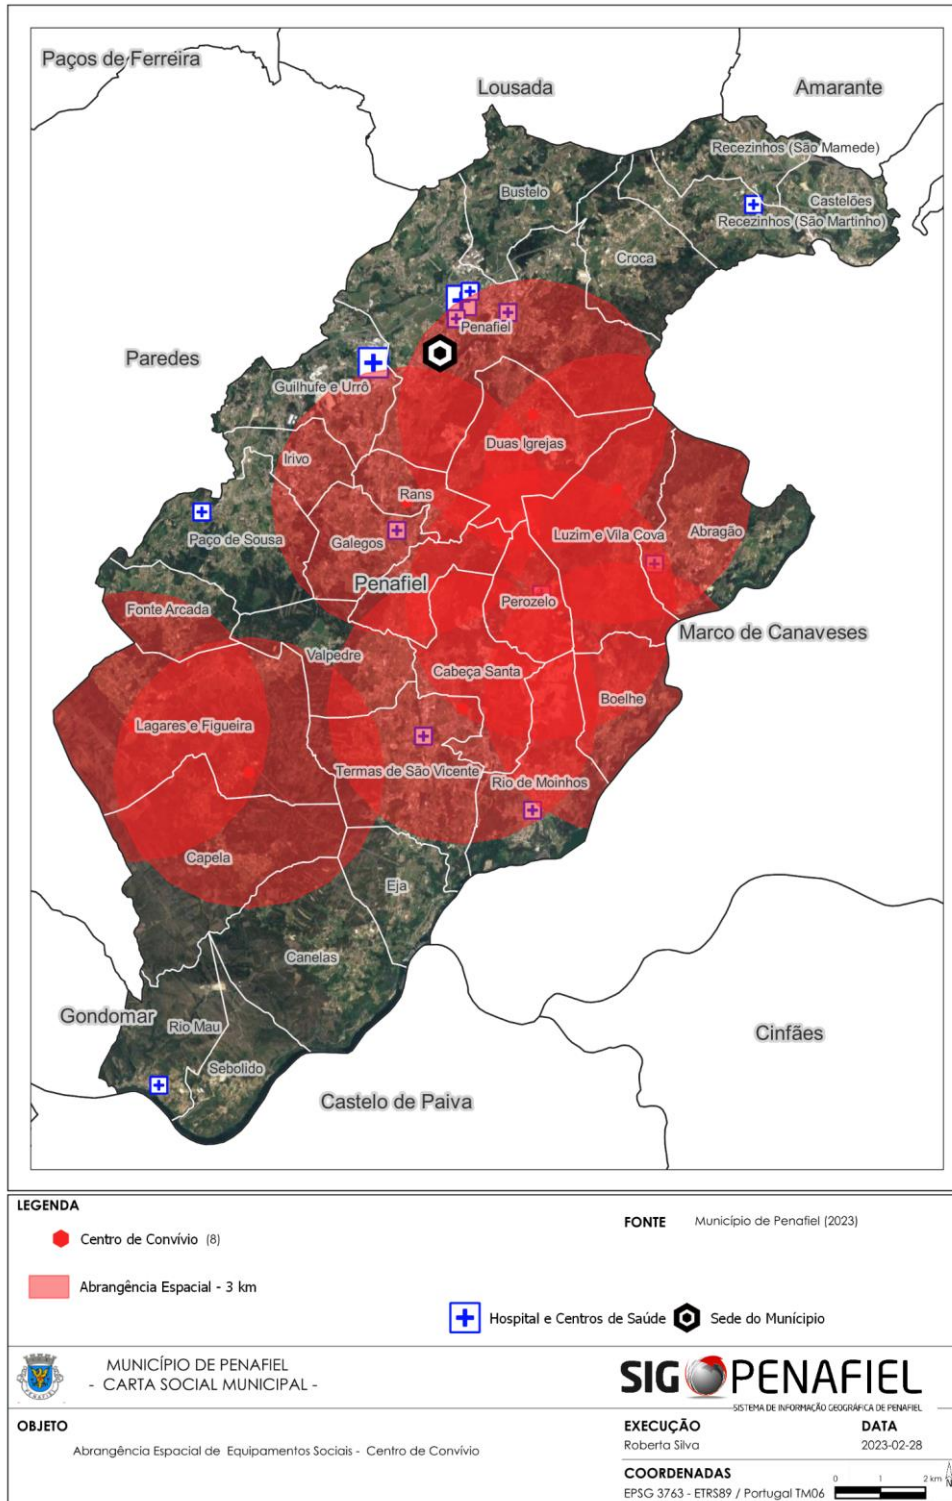 Paços de Ferreira
Lousada
Amarante
Recezinhos (São Mamede)
Bustelo
Castelões
Recezinhos (São Martinho)
Croca
Penafiel
Paredes
Guilhufe e Urrô
Duas Igrejas
Irivo
Rans
Luzim e Vila Cova
Abragão
Paço de Sousa
Galegos
Penafiel
Perozelo
Fonte Arcada
Marco de Canaveses
Valpedre
Cabeça Santa
Boelhe
Lagares e Figueira
Termas de São Vicente
Rio de Moinhos
Capela
Eja
Canelas
Gondomar
Rio Mau
Cinfães
Sebolido
Castelo de Paiva
LEGENDA
Centro de Convívio (8)
Abrangência Espacial - 3 km
FONTE Município de Penafiel (2023)
Hospital e Centros de Saúde
Sede do Munícipio
PENAFIEL
MUNICÍPIO DE PENAFIEL
- CARTA SOCIAL MUNICIPAL -
SIG PENAFIEL
SISTEMA DE INFORMAÇÃO GEOGRÁFICA DE PENAFIEL
OBJETO
Abrangência Espacial de Equipamentos Sociais - Centro de Convívio
EXECUÇÃO
Roberta Silva
DATA
2023-02-28
COORDENADAS
EPSG 3763 - ETRS89 / Portugal TM06
0 1 2 km
N